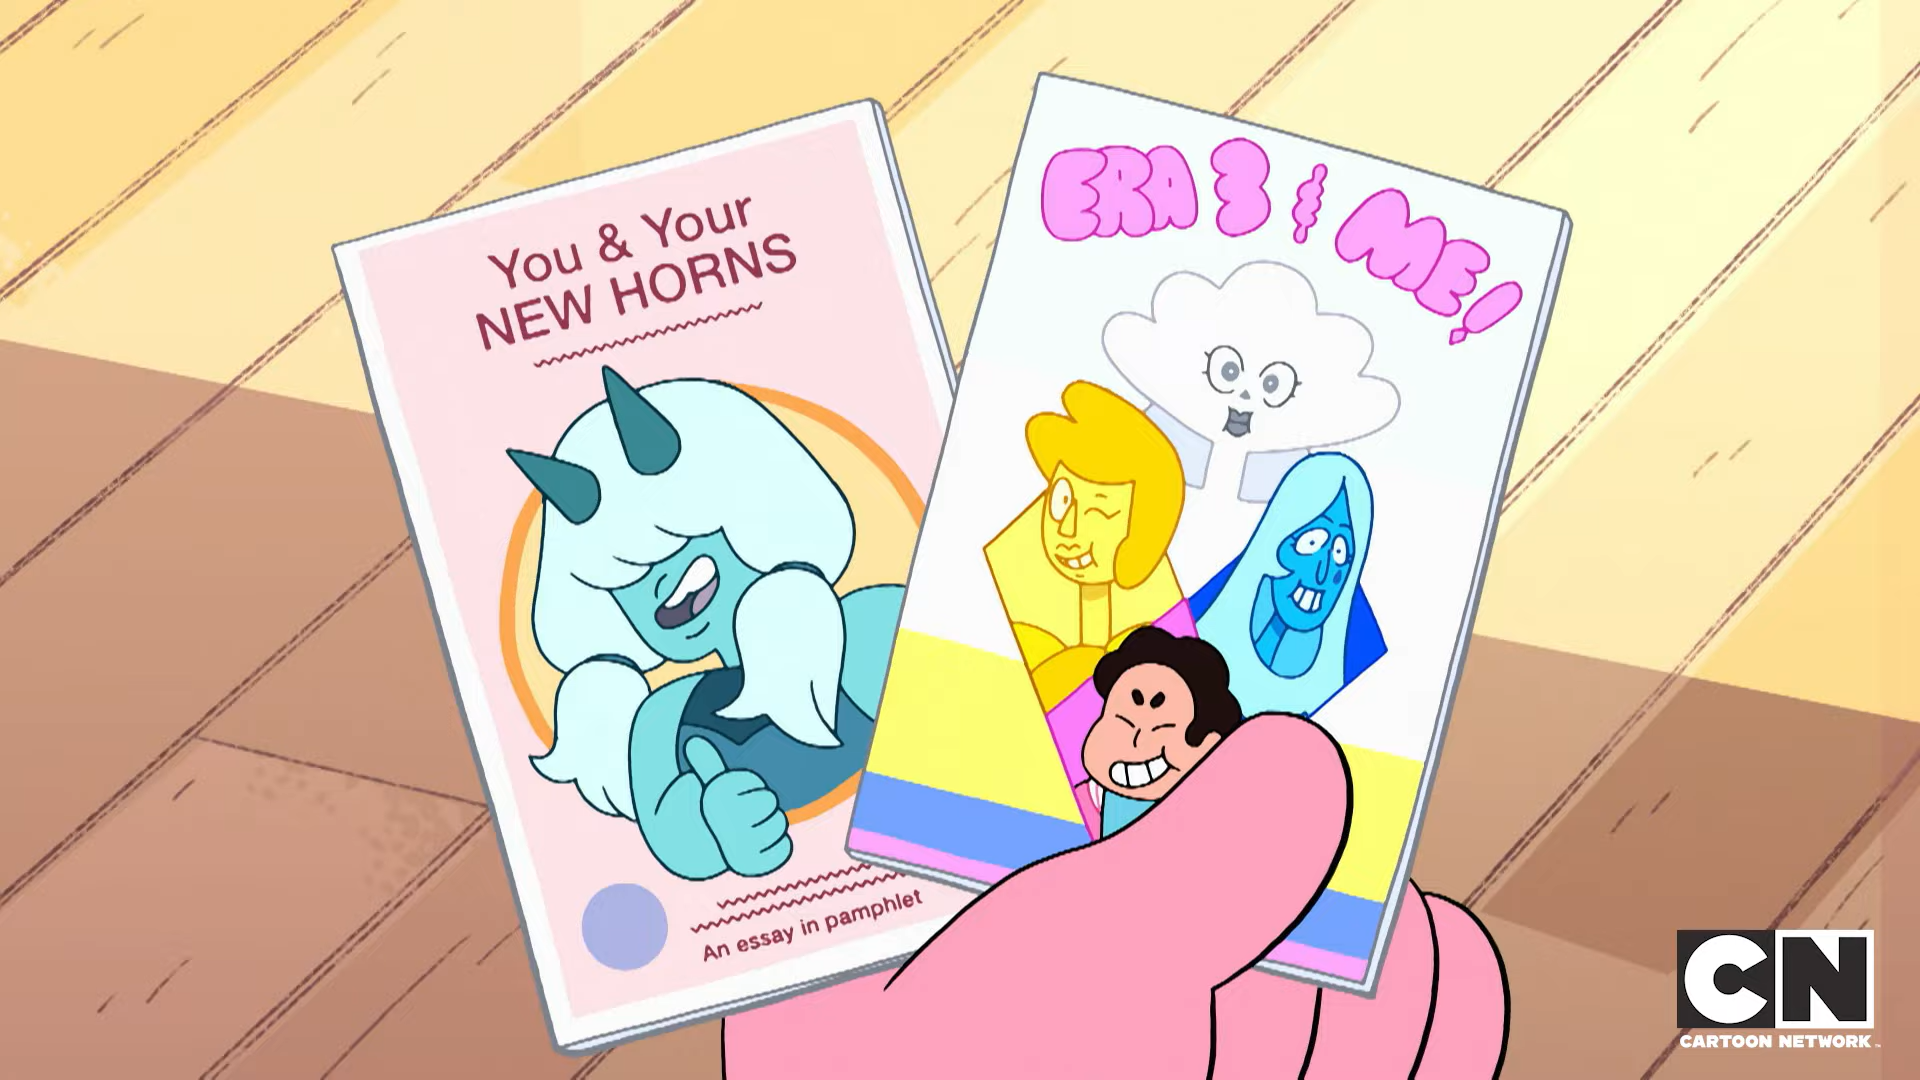 You & Your
NEW HORNS
An essay in pamphlet
ERA 3 & ME!
CN
CARTOON NETWORK